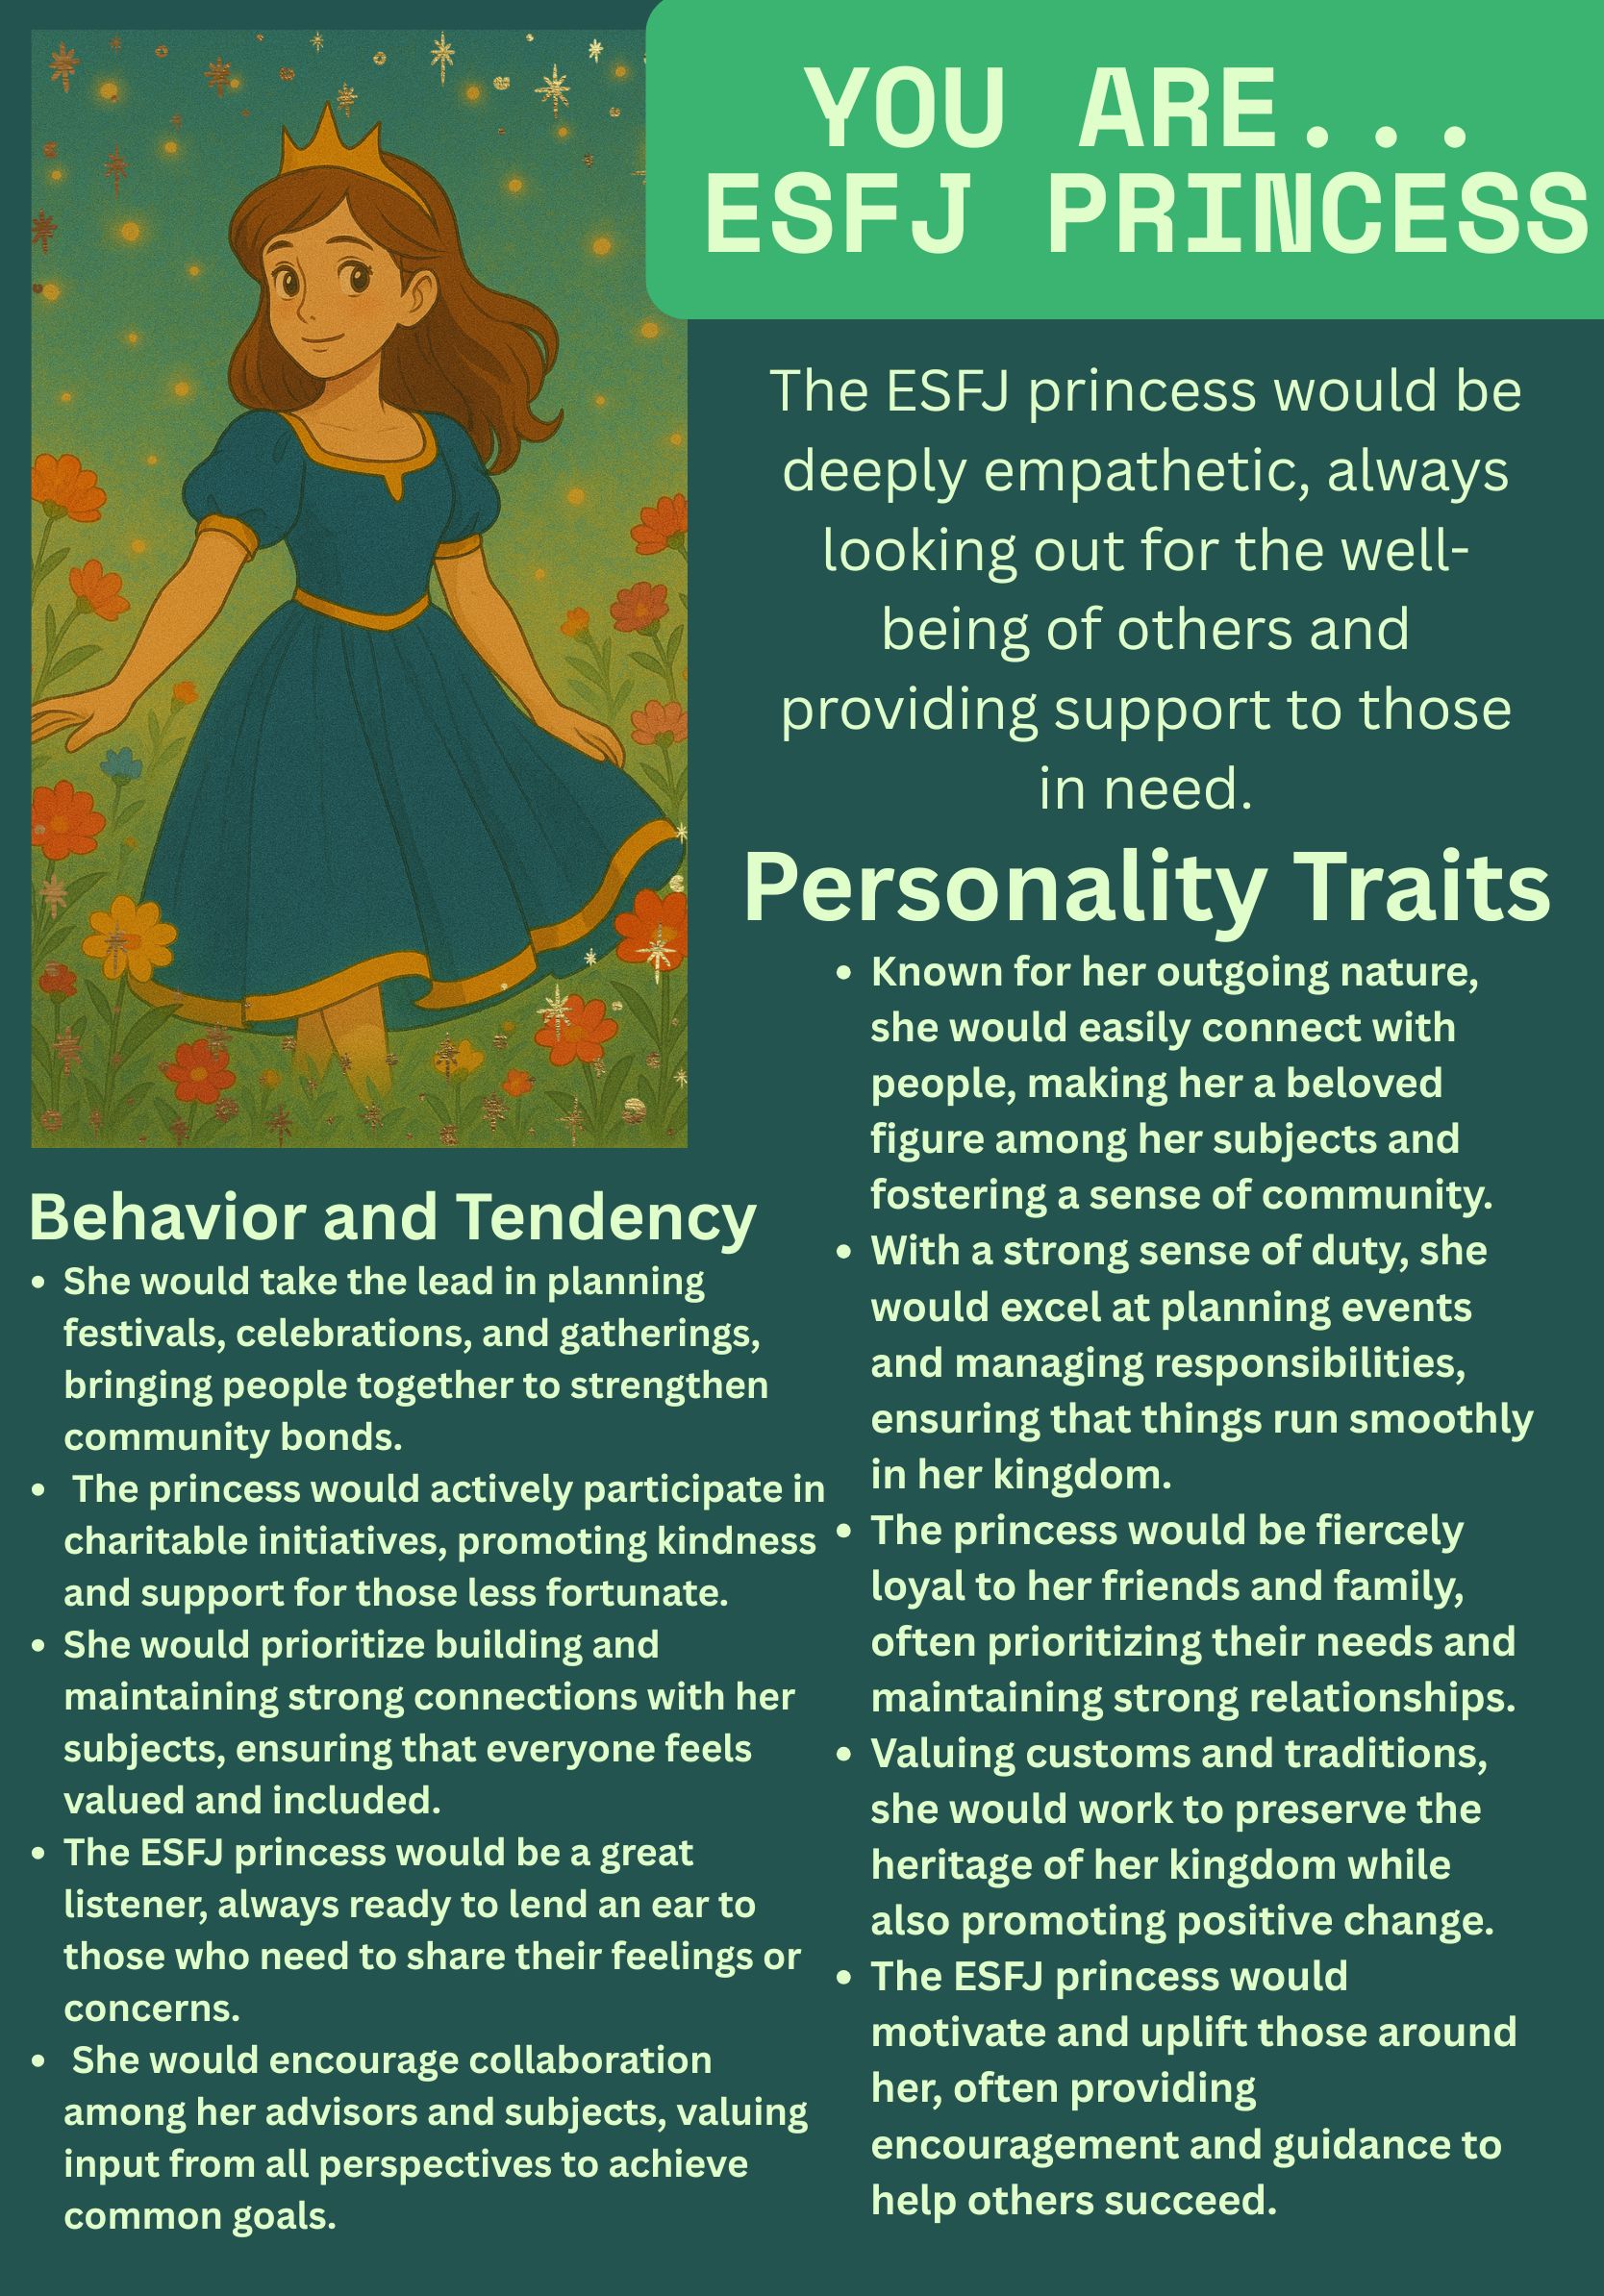 YOU ARE...
ESFJ PRINCESS
The ESFJ princess would be
deeply empathetic, always
looking out for the well-
being of others and
providing support to those
in need.
Personality Traits
• Known for her outgoing nature,
she would easily connect with
people, making her a beloved
figure among her subjects and
fostering a sense of community.
• With a strong sense of duty, she
would excel at planning events
and managing responsibilities,
ensuring that things run smoothly
in her kingdom.
• The princess would be fiercely
loyal to her friends and family,
often prioritizing their needs and
maintaining strong relationships.
• Valuing customs and traditions,
she would work to preserve the
heritage of her kingdom while
also promoting positive change.
• The ESFJ princess would
motivate and uplift those around
her, often providing
encouragement and guidance to
help others succeed.
Behavior and Tendency
• She would take the lead in planning
festivals, celebrations, and gatherings,
bringing people together to strengthen
community bonds.
• The princess would actively participate in
charitable initiatives, promoting kindness
and support for those less fortunate.
• She would prioritize building and
maintaining strong connections with her
subjects, ensuring that everyone feels
valued and included.
• The ESFJ princess would be a great
listener, always ready to lend an ear to
those who need to share their feelings or
concerns.
• She would encourage collaboration
among her advisors and subjects, valuing
input from all perspectives to achieve
common goals.